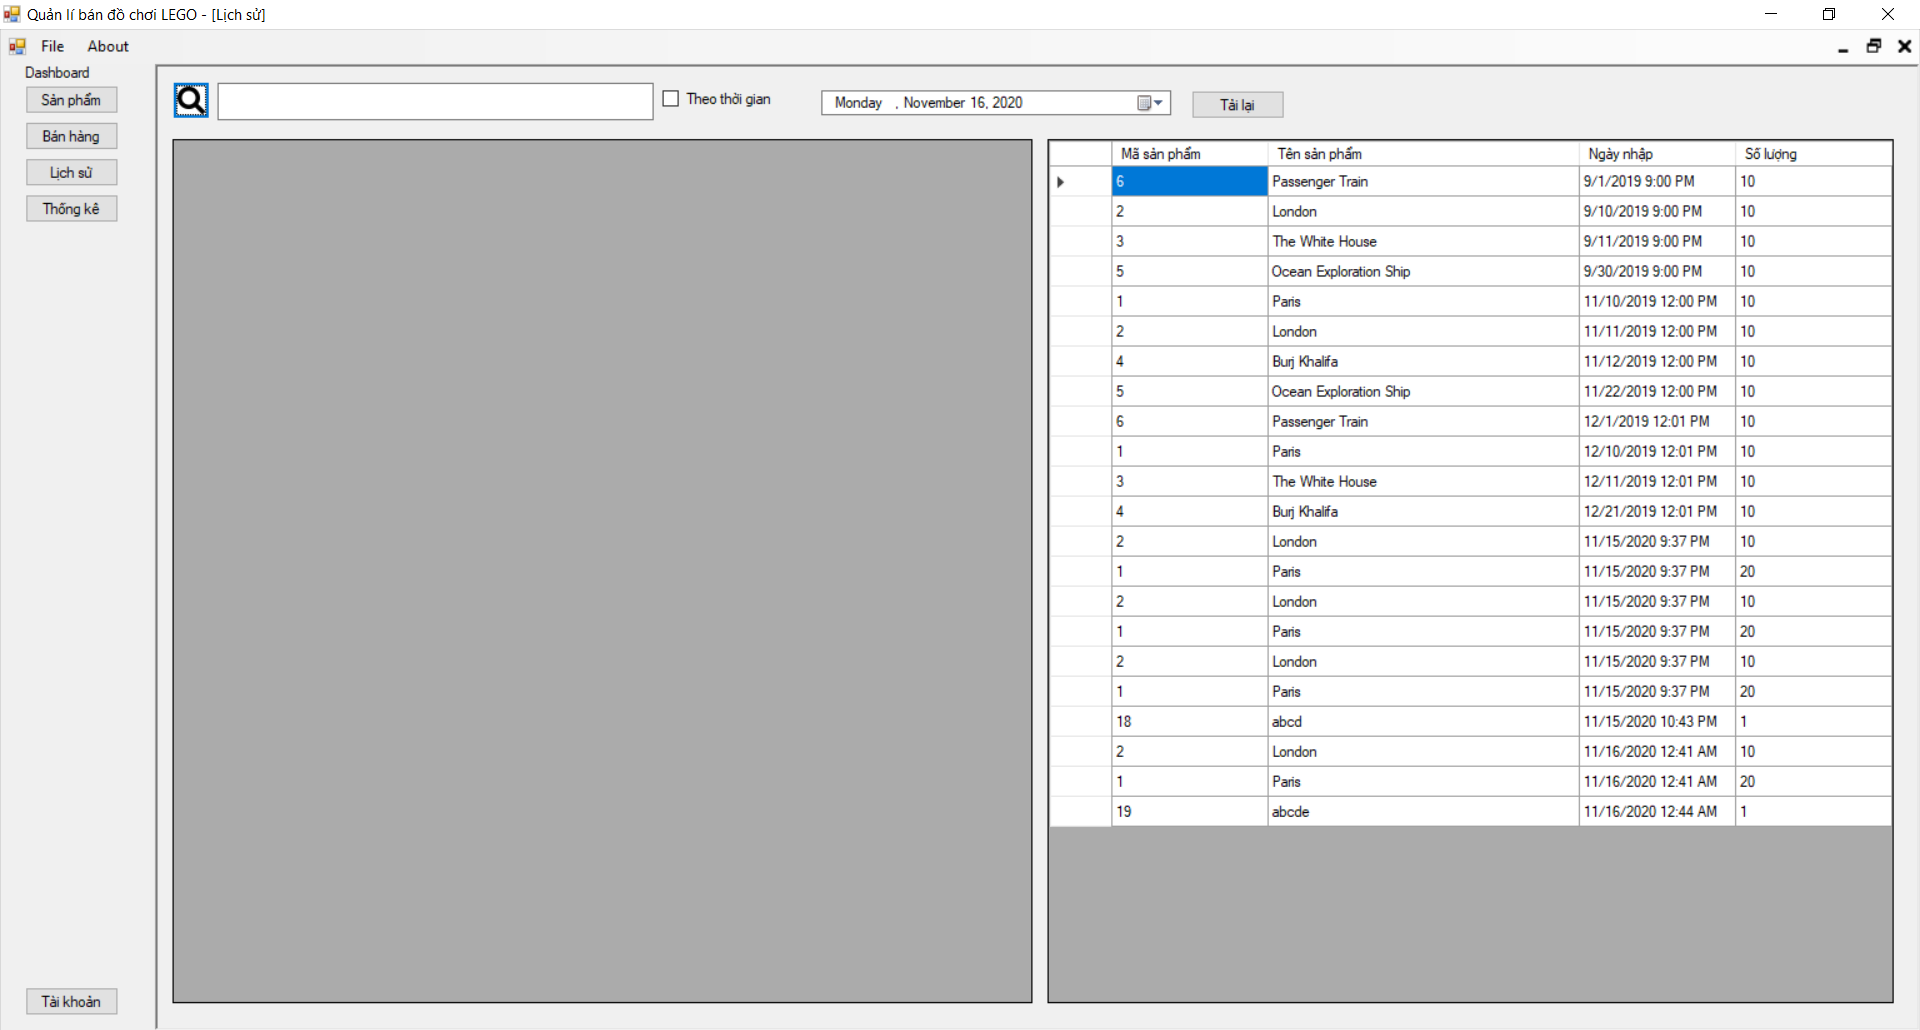 Quản lí bán đồ chơi LEGO - [Lịch sử]
File About
Dashboard
Sản phẩm
Bán hàng
Lịch sử
Thống kê
Tài khoản
Theo thời gian
Monday , November 16, 2020
Tải lại
Mã sản phẩm Tên sản phẩm Ngày nhập Số lượng
6 Passenger Train 9/1/2019 9:00 PM 10
2 London 9/10/2019 9:00 PM 10
3 The White House 9/11/2019 9:00 PM 10
5 Ocean Exploration Ship 9/30/2019 9:00 PM 10
1 Paris 11/10/2019 12:00 PM 10
2 London 11/11/2019 12:00 PM 10
4 Burj Khalifa 11/12/2019 12:00 PM 10
5 Ocean Exploration Ship 11/22/2019 12:00 PM 10
6 Passenger Train 12/1/2019 12:01 PM 10
1 Paris 12/10/2019 12:01 PM 10
3 The White House 12/11/2019 12:01 PM 10
4 Burj Khalifa 12/21/2019 12:01 PM 10
2 London 11/15/2020 9:37 PM 10
1 Paris 11/15/2020 9:37 PM 20
2 London 11/15/2020 9:37 PM 10
1 Paris 11/15/2020 9:37 PM 20
2 London 11/15/2020 9:37 PM 10
1 Paris 11/15/2020 9:37 PM 20
18 abcd 11/15/2020 10:43 PM 1
2 London 11/16/2020 12:41 AM 10
1 Paris 11/16/2020 12:41 AM 20
19 abcde 11/16/2020 12:44 AM 1